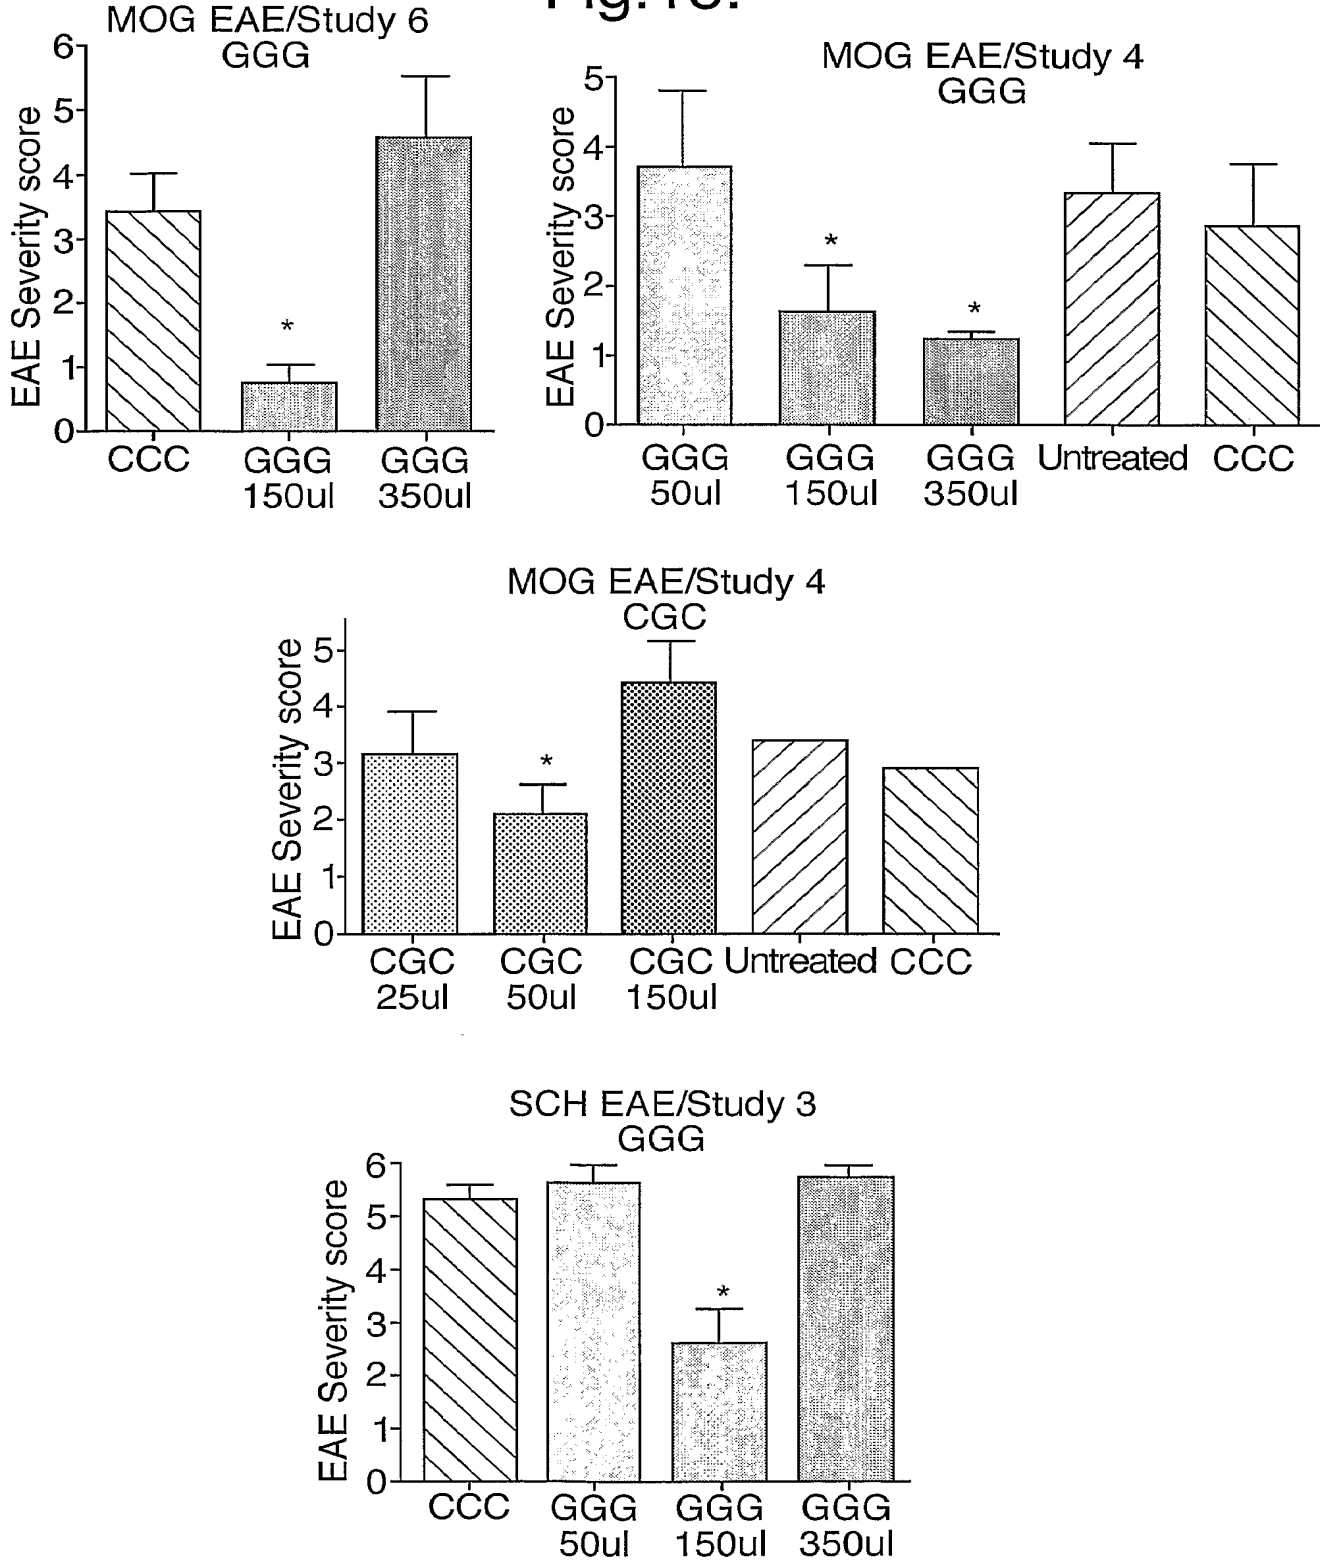 MOG EAE/Study 6
GGG
EAE Severity score
6
5
4
3
2
1
0
*
CCC GGG GGG
150ul 350ul
MOG EAE/Study 4
GGG
EAE Severity score
5
4
3
2
1
0
* *
GGG GGG GGG Untreated CCC
50ul 150ul 350ul
MOG EAE/Study 4
CGC
EAE Severity score
5
4
3
2
1
0
*
CGC CGC CGC Untreated CCC
25ul 50ul 150ul
SCH EAE/Study 3
GGG
EAE Severity score
6
5
4
3
2
1
0
*
CCC GGG GGG GGG
50ul 150ul 350ul